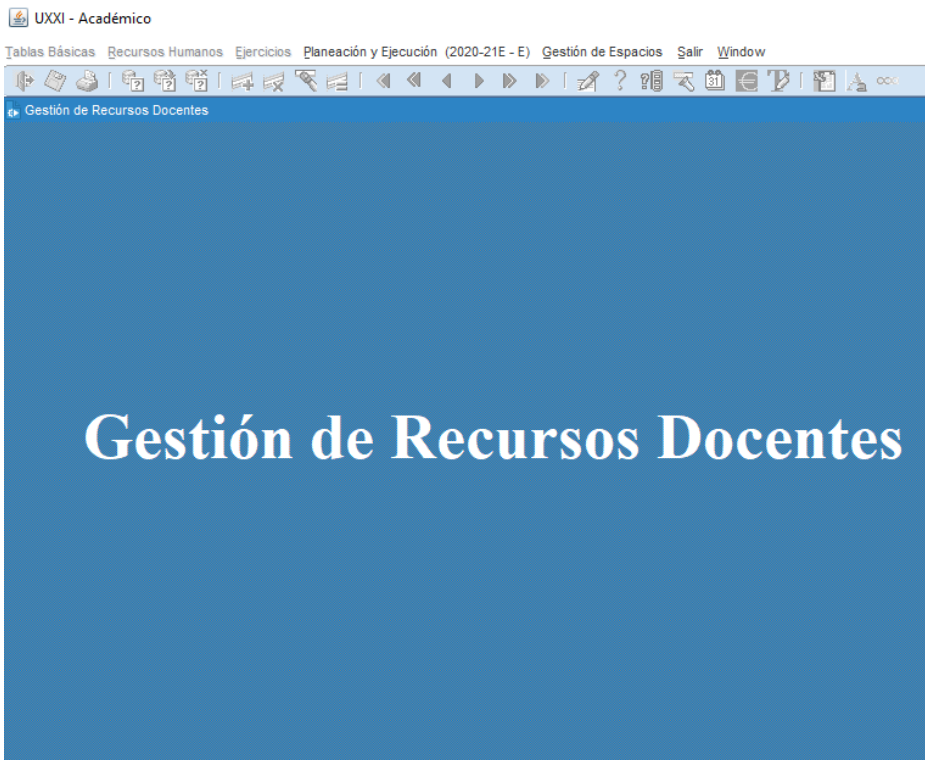 UXXI - Académico
Tablas Básicas Recursos Humanos Ejercicios Planeación y Ejecución (2020-21E - E) Gestión de Espacios Salir Window
Gestión de Recursos Docentes
Gestión de Recursos Docentes